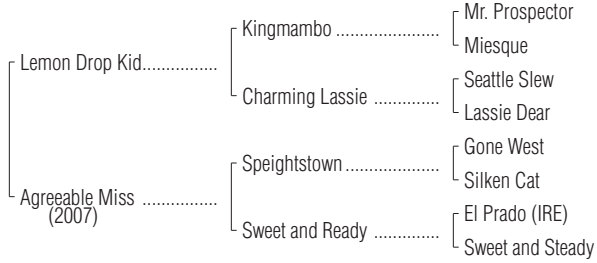 Mr. Prospector
Kingmambo .....................
Miesque
Lemon Drop Kid...............
Seattle Slew
Charming Lassie .............
Lassie Dear
Gone West
Speightstown...................
Silken Cat
Agreeable Miss ...............
(2007)
El Prado (IRE)
Sweet and Ready .............
Sweet and Steady